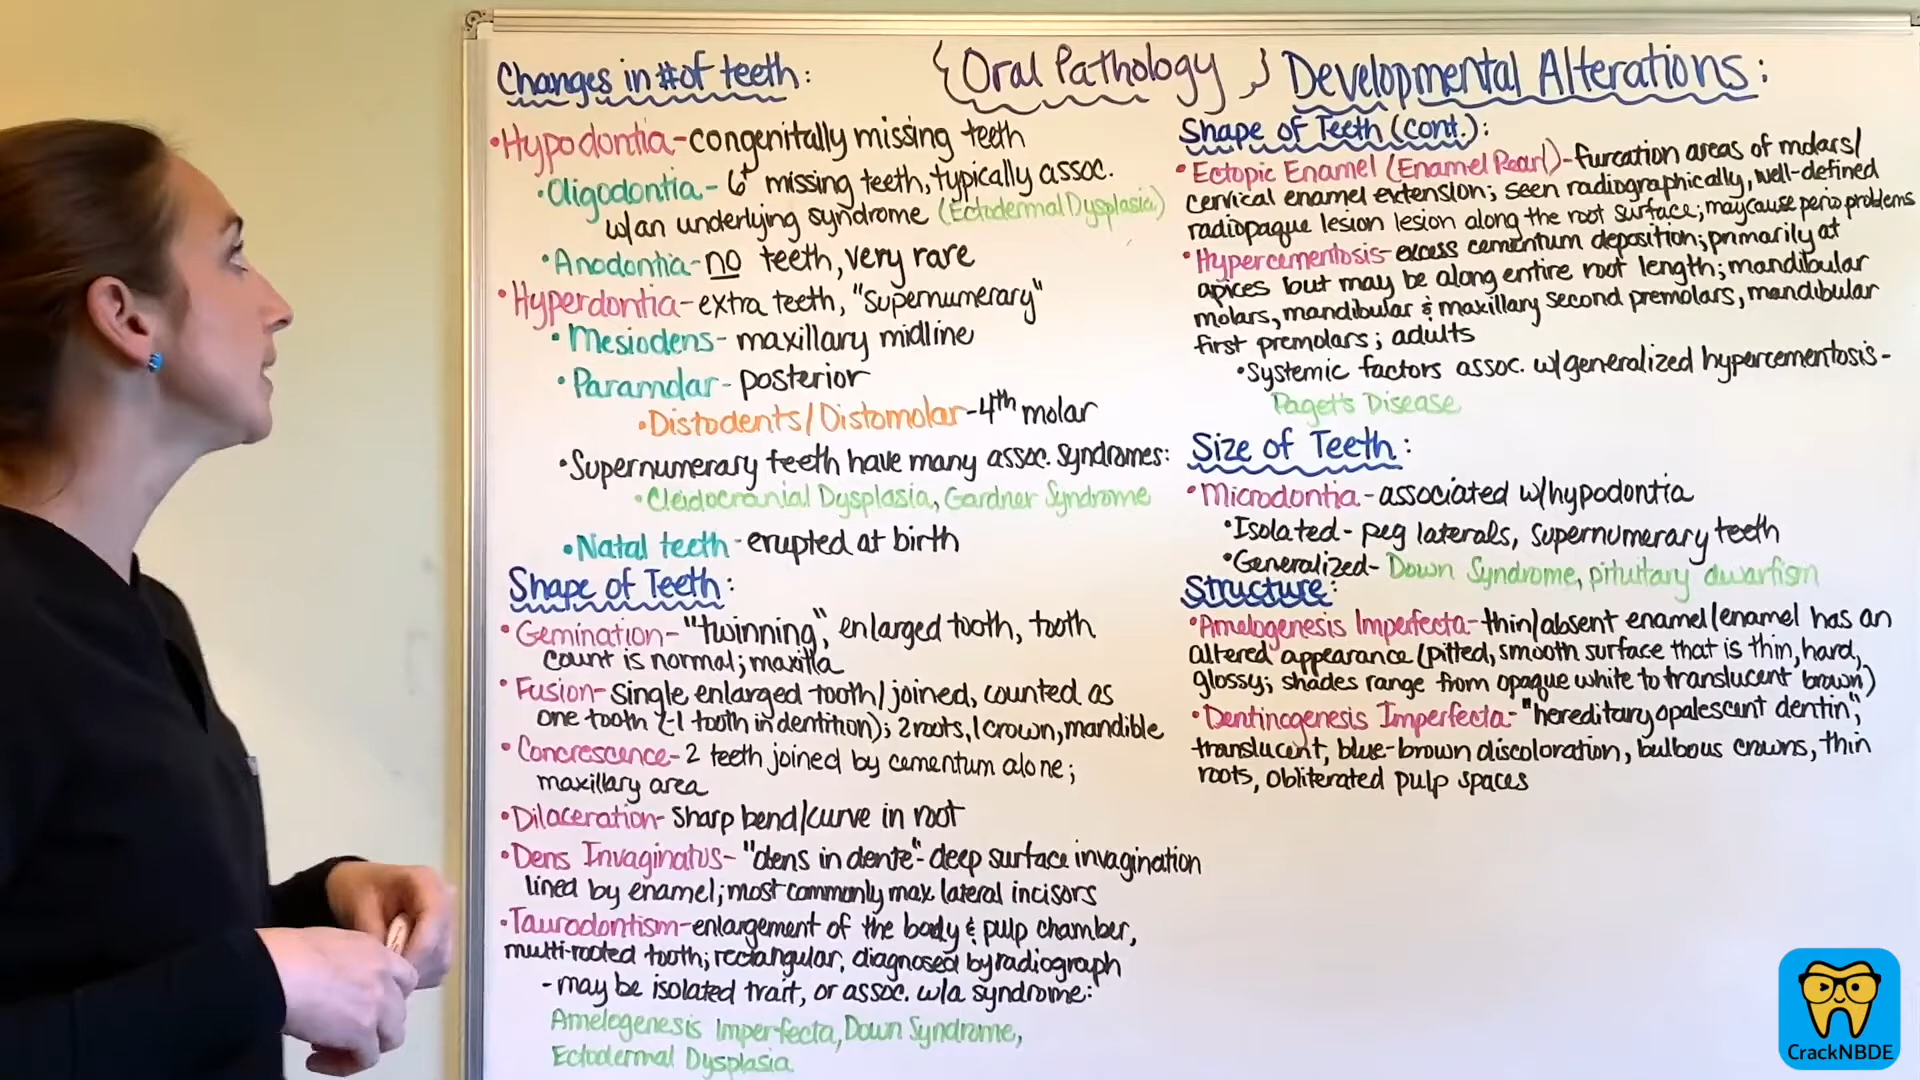 {Oral Pathology} Developmental Alterations:
Changes in # of teeth:
•Hypodontia-congenitally missing teeth
•Oligodontia- 6+ missing teeth, typically assoc.
w/an underlying syndrome (Ectodermal Dysplasia)
•Anodontia-no teeth, very rare
•Hyperdontia-extra teeth, "supernumerary"
•Mesiodens-maxillary midline
•Paramolar-posterior
•Distodents/Distomolar-4th molar
•Supernumerary teeth have many assoc. syndromes:
•Cleidocranial Dysplasia, Gardner Syndrome
•Natal teeth-erupted at birth
Shape of Teeth:
•Gemination-"twinning", enlarged tooth, tooth
count is normal; maxilla
•Fusion-single enlarged tooth/joined, counted as
one tooth (-1 tooth in dentition); 2 roots, 1 crown, mandible
•Concrescence-2 teeth joined by cementum alone;
maxillary area
•Dilaceration-sharp bend/curve in root
•Dens Invaginatus-"dens in dente"-deep surface invagination
lined by enamel; most commonly max. lateral incisors
•Taurodontism-enlargement of the body & pulp chamber,
multi-rooted tooth; rectangular, diagnosed by radiograph
-may be isolated trait, or assoc. w/a syndrome:
Amelogenesis Imperfecta, Down Syndrome,
Ectodermal Dysplasia
Shape of Teeth (cont.):
•Ectopic Enamel (Enamel Pearl)-furcation areas of molars/
cervical enamel extension; seen radiographically, well-defined
radiopaque lesion lesion along the root surface; may cause perio problems
•Hypercementosis-excess cementum deposition; primarily at
apices but may be along entire root length; mandibular
molars, mandibular & maxillary second premolars, mandibular
first premolars; adults
•Systemic factors assoc. w/generalized hypercementosis-
Paget's Disease
Size of Teeth:
•Microdontia-associated w/hypodontia
•Isolated-peg laterals, supernumerary teeth
•Generalized-Down Syndrome, pituitary dwarfism
Structure:
•Amelogenesis Imperfecta-thin/absent enamel/enamel has an
altered appearance (pitted, smooth surface that is thin, hard,
glossy; shades range from opaque white to translucent brown)
•Dentinogenesis Imperfecta-"hereditary opalescent dentin",
translucent, blue-brown discoloration, bulbous crowns, thin
roots, obliterated pulp spaces
CrackNBDE